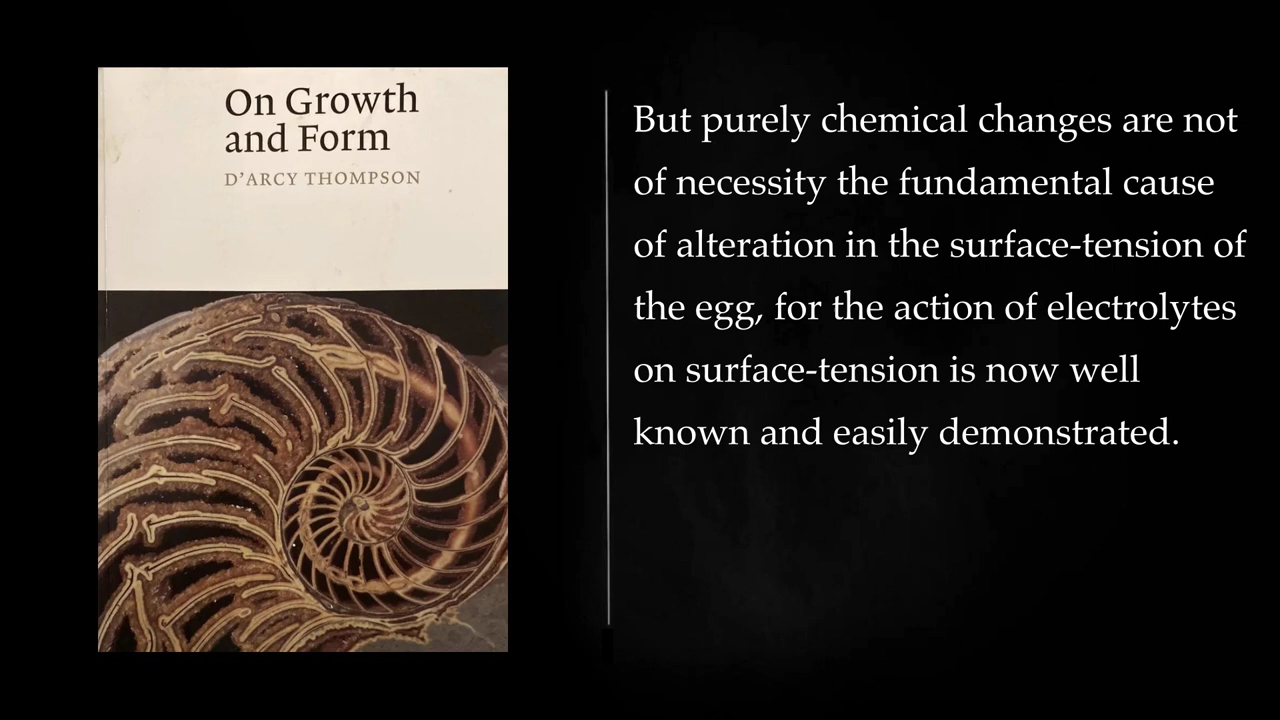 On Growth
and Form
D'ARCY THOMPSON
But purely chemical changes are not
of necessity the fundamental cause
of alteration in the surface-tension of
the egg, for the action of electrolytes
on surface-tension is now well
known and easily demonstrated.